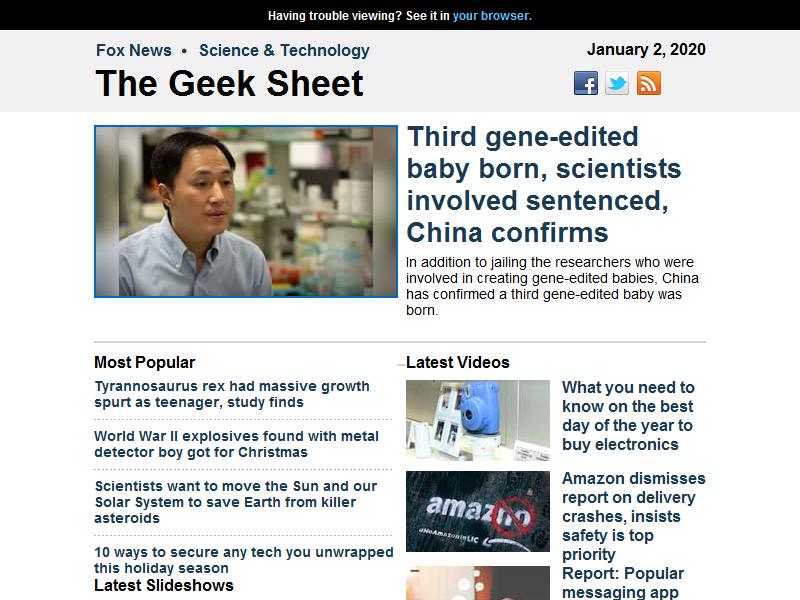 Having trouble viewing? See it in your browser.
Fox News • Science & Technology
January 2, 2020
The Geek Sheet
Third gene-edited
baby born, scientists
involved sentenced,
China confirms
In addition to jailing the researchers who were
involved in creating gene-edited babies, China
has confirmed a third gene-edited baby was
born.
Most Popular
Tyrannosaurus rex had massive growth
spurt as teenager, study finds
World War II explosives found with metal
detector boy got for Christmas
Scientists want to move the Sun and our
Solar System to save Earth from killer
asteroids
10 ways to secure any tech you unwrapped
this holiday season
Latest Slideshows
Latest Videos
What you need to
know on the best
day of the year to
buy electronics
amazno
#NoAmazonInLIC
Amazon dismisses
report on delivery
crashes, insists
safety is top
priority
Report: Popular
messaging app